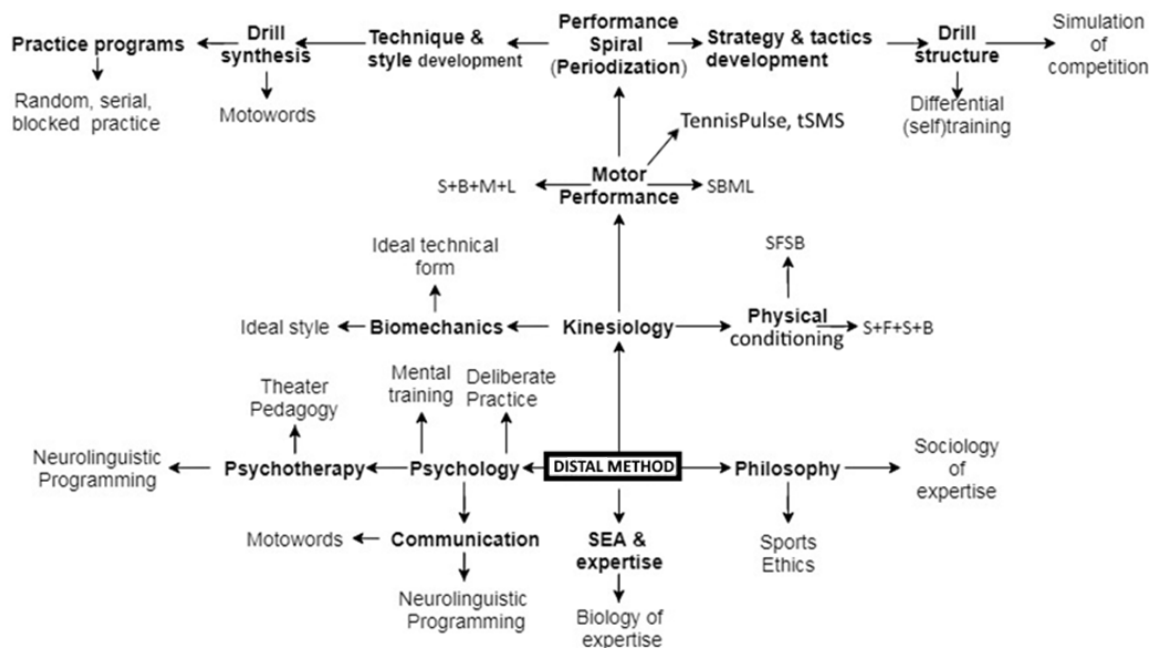 Performance
Spiral
(Periodization)
Technique &
style development
Drill
synthesis
Motowords
Practice programs
Random, serial,
blocked practice
Strategy & tactics
development
Drill
structure
Differential
(self)training
Simulation
of
competition
TennisPulse, tSMS
S+B+M+L
Motor
Performance
SBML
Ideal technical
form
Ideal style
Biomechanics
Kinesiology
Physical
conditioning
SFSB
S+F+S+B
Theater
Pedagogy
Mental
training
Deliberate
Practice
Neurolinguistic
Programming
Psychotherapy
Psychology
DISTAL METHOD
Philosophy
Sociology
of
expertise
Motowords
Communication
Neurolinguistic
Programming
SEA &
expertise
Biology of
expertise
Sports
Ethics